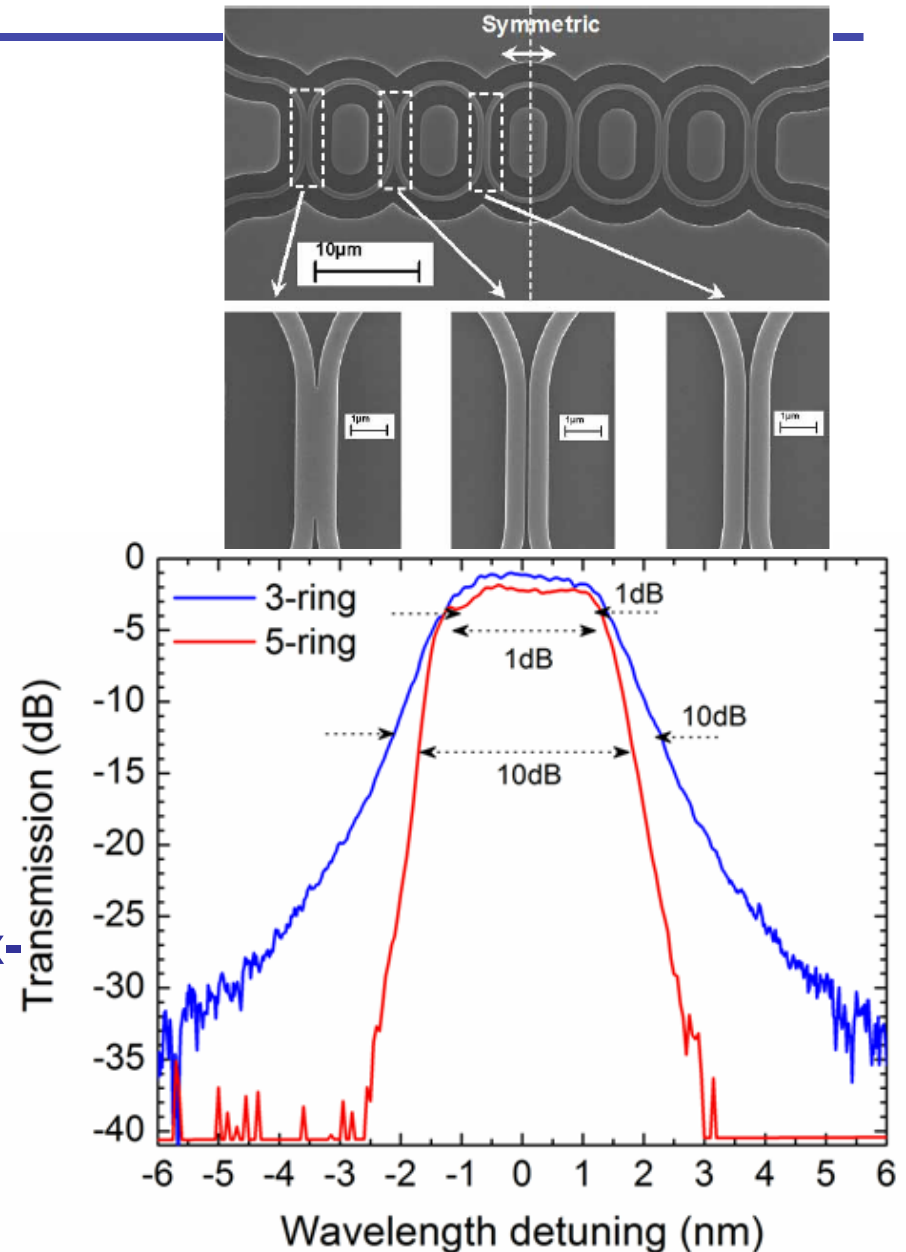 Symmetric
10µm
1µm
1µm
1µm
3-ring
5-ring
1dB
1dB
10dB
10dB
0
-5
-10
-15
-20
-25
-30
-35
-40
Transmission (dB)
-6 -5 -4 -3 -2 -1 0 1 2 3 4 5 6
Wavelength detuning (nm)